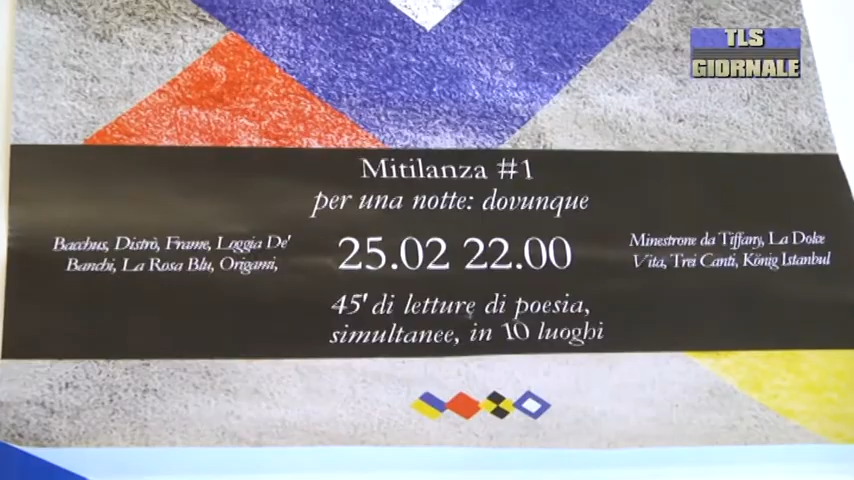 TLS
GIORNALE
Mitilanza #1
per una notte: dovunque
Bacchus, Distrò, Frame, Loggia De'
Banchi, La Rosa Blu, Origami,
25.02 22.00
Minestrone da Tiffany, La Dolce
Vita, Trei Canti, König Istanbul
45' di letture di poesia,
simultanee, in 10 luoghi